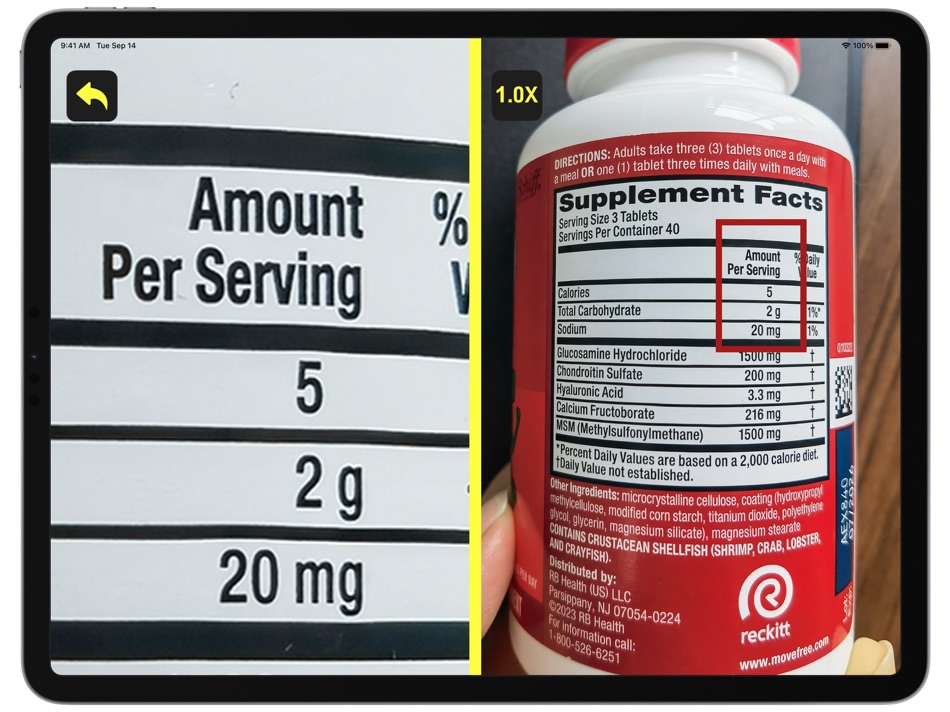 9:41 AM Tue Sep 14
100%
Amount
Per Serving
%
5
2 g
20 mg
1.0X
DIRECTIONS: Adults take three (3) tablets once a day with
a meal OR one (1) tablet three times daily with meals.
Supplement Facts
Serving Size 3 Tablets
Servings Per Container 40
Amount
Per Serving
% Daily
Calories 5
Total Carbohydrate 2 g 1%*
Sodium 20 mg 1%
Glucosamine Hydrochloride 1500 mg †
Chondroitin Sulfate 200 mg †
Hyaluronic Acid 3.3 mg †
Calcium Fructoborate 216 mg †
MSM (Methylsulfonylmethane) 1500 mg †
*Percent Daily Values are based on a 2,000 calorie diet.
†Daily Value not established.
Other Ingredients: microcrystalline cellulose, coating (hydroxypropyl
methylcellulose, modified corn starch, titanium dioxide, polyethylene
glycol, glycerin, magnesium silicate), magnesium stearate
CONTAINS CRUSTACEAN SHELLFISH (SHRIMP, CRAB, LOBSTER,
AND CRAYFISH).
Distributed by:
RB Health (US) LLC
Parsippany, NJ 07054-0224
©2023 RB Health
For information call:
1-800-526-6251
reckitt
www.movefree.com
PER DAY